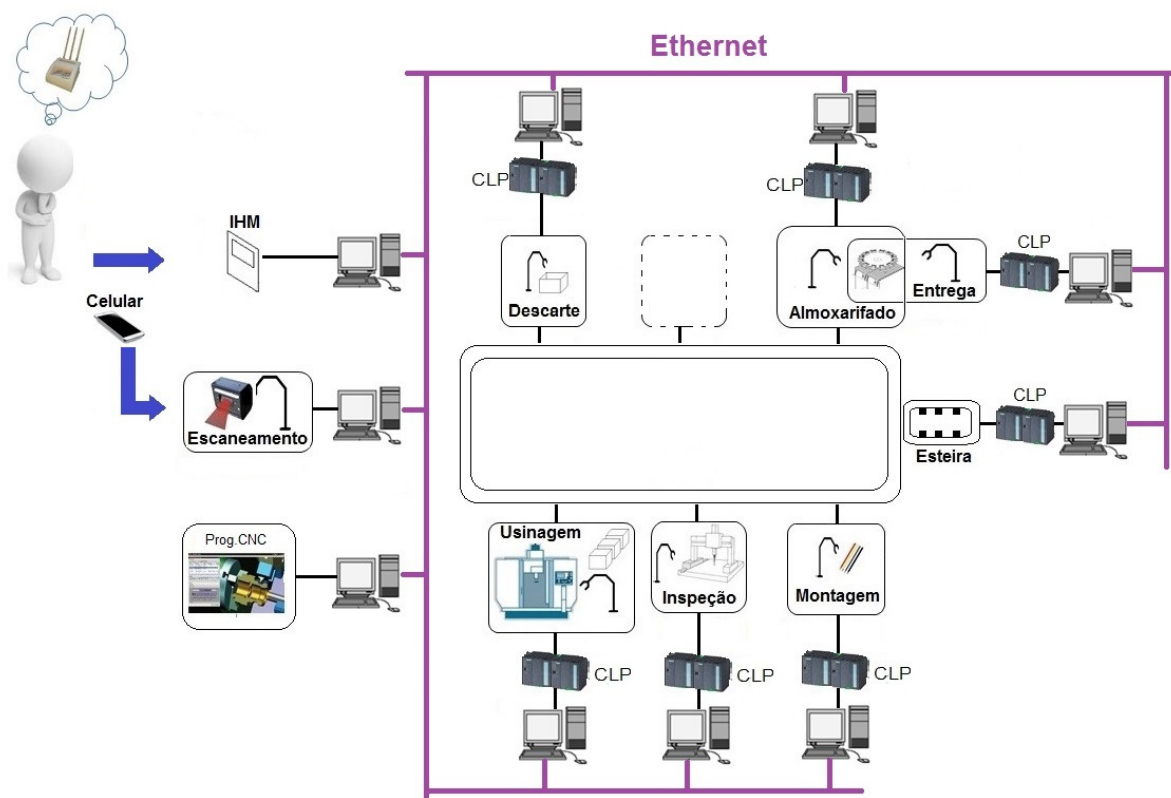 Ethernet
CLP
CLP
IHM
CLP
Descarte
Almoxarifado
Entrega
Celular
CLP
Escaneamento
Esteira
Prog.CNC
Usinagem
Inspeção
Montagem
CLP
CLP
CLP